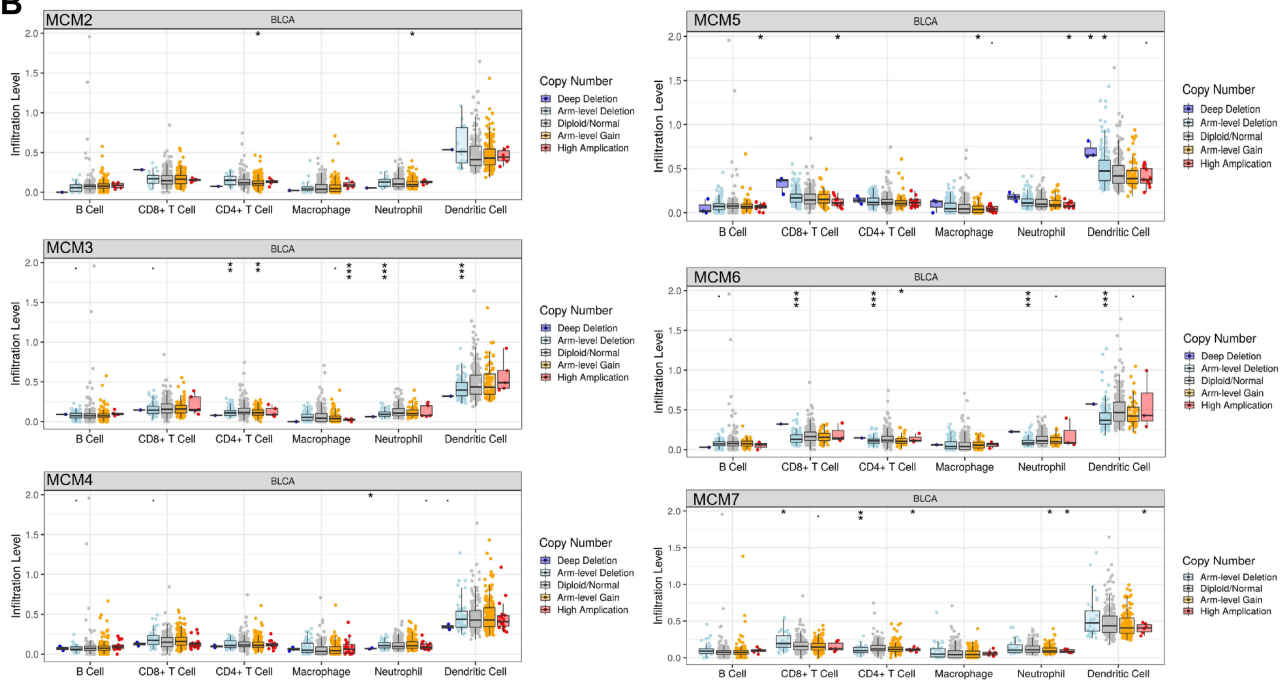 B
MCM2
BLCA
Infiltration Level
2.0
1.5
1.0
0.5
0.0
*
*
B Cell
CD8+ T Cell
CD4+ T Cell
Macrophage
Neutrophil
Dendritic Cell
Copy Number
Deep Deletion
Arm-level Deletion
Diploid/Normal
Arm-level Gain
High Amplication
MCM3
BLCA
Infiltration Level
2.0
1.5
1.0
0.5
0.0
.
.
**
**
.
***
***
***
B Cell
CD8+ T Cell
CD4+ T Cell
Macrophage
Neutrophil
Dendritic Cell
Copy Number
Deep Deletion
Arm-level Deletion
Diploid/Normal
Arm-level Gain
High Amplication
MCM4
BLCA
Infiltration Level
2.0
1.5
1.0
0.5
0.0
.
.
*
.
.
B Cell
CD8+ T Cell
CD4+ T Cell
Macrophage
Neutrophil
Dendritic Cell
Copy Number
Deep Deletion
Arm-level Deletion
Diploid/Normal
Arm-level Gain
High Amplication
MCM5
BLCA
Infiltration Level
2.0
1.5
1.0
0.5
0.0
*
*
*
.
*
*
*
.
B Cell
CD8+ T Cell
CD4+ T Cell
Macrophage
Neutrophil
Dendritic Cell
Copy Number
Deep Deletion
Arm-level Deletion
Diploid/Normal
Arm-level Gain
High Amplication
MCM6
BLCA
Infiltration Level
2.0
1.5
1.0
0.5
0.0
.
***
***
*
***
.
***
.
B Cell
CD8+ T Cell
CD4+ T Cell
Macrophage
Neutrophil
Dendritic Cell
Copy Number
Deep Deletion
Arm-level Deletion
Diploid/Normal
Arm-level Gain
High Amplication
MCM7
BLCA
Infiltration Level
2.0
1.5
1.0
0.5
0.0
*
.
**
*
*
*
*
B Cell
CD8+ T Cell
CD4+ T Cell
Macrophage
Neutrophil
Dendritic Cell
Copy Number
Arm-level Deletion
Diploid/Normal
Arm-level Gain
High Amplication